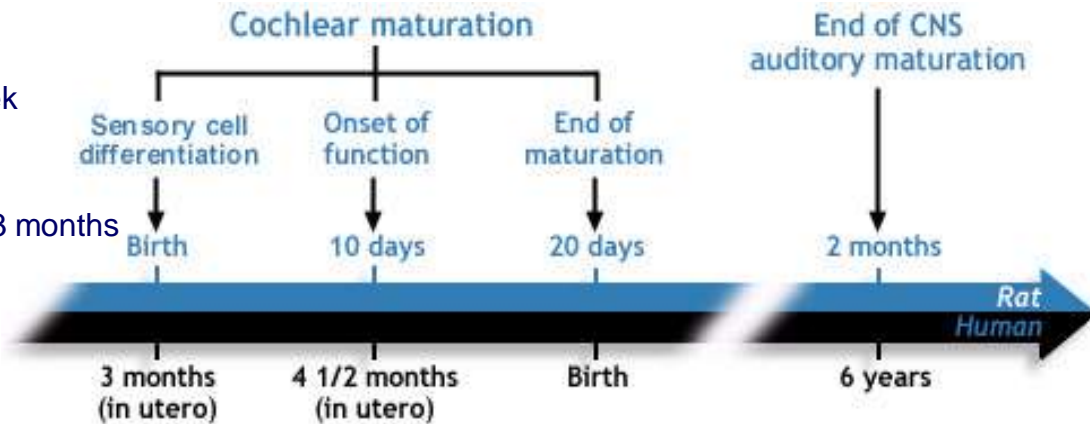 Cochlear maturation
End of CNS
auditory maturation
Sensory cell
differentiation
Onset of
function
End of
maturation
3 months
Birth
10 days
20 days
2 months
Rat
Human
3 months
(in utero)
4 1/2 months
(in utero)
Birth
6 years